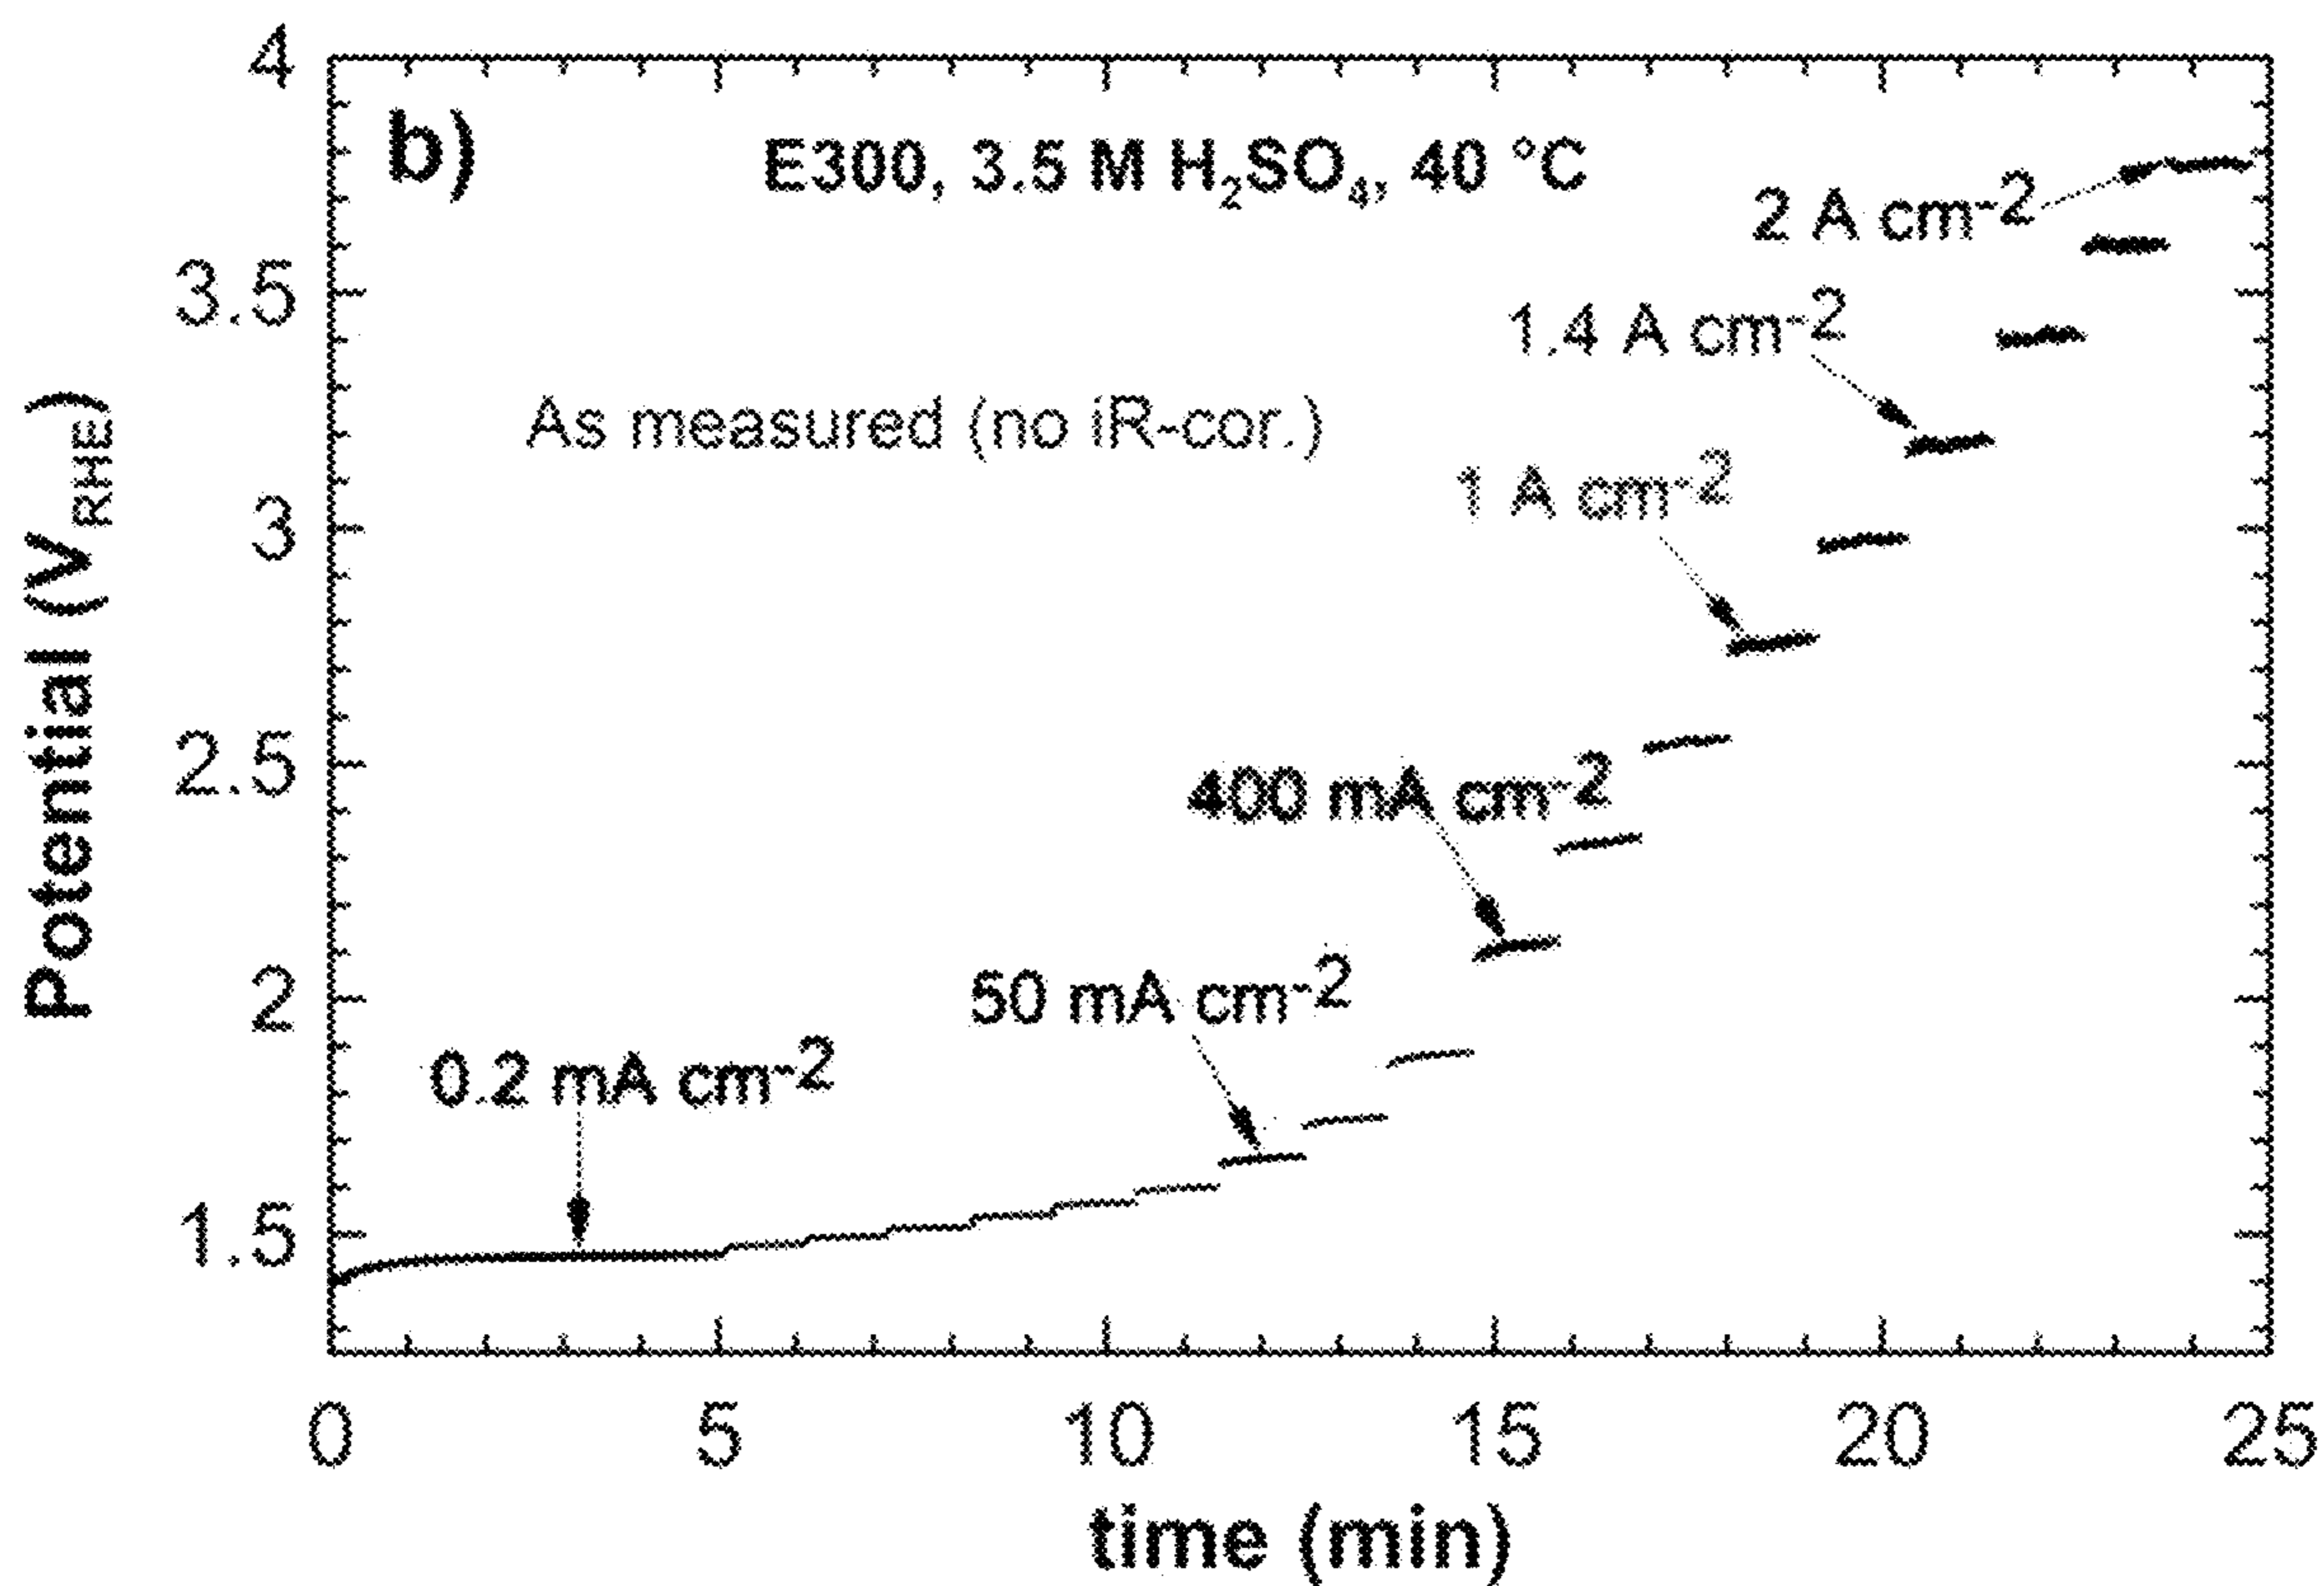 b)
E300, 3.5 M H₂SO₄, 40 °C
As measured (no iR-cor.)
2 A cm⁻²
1.4 A cm⁻²
1 A cm⁻²
400 mA cm⁻²
50 mA cm⁻²
0.2 mA cm⁻²
Potential (V_RHE)
4
3.5
3
2.5
2
1.5
0 5 10 15 20 25
time (min)